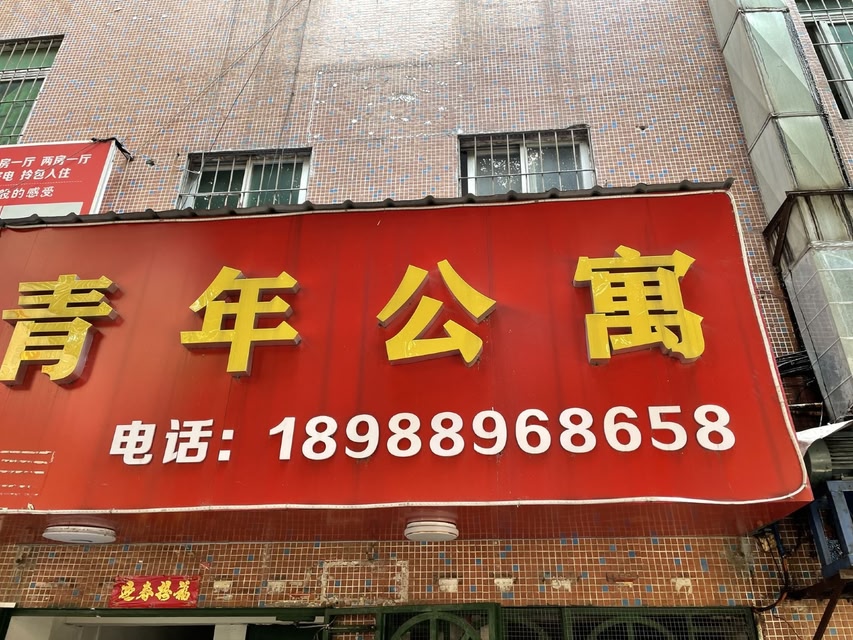 房一厅 两房一厅
电 拎包入住
的感受
青年公寓
电话：18988968658
迎春接福